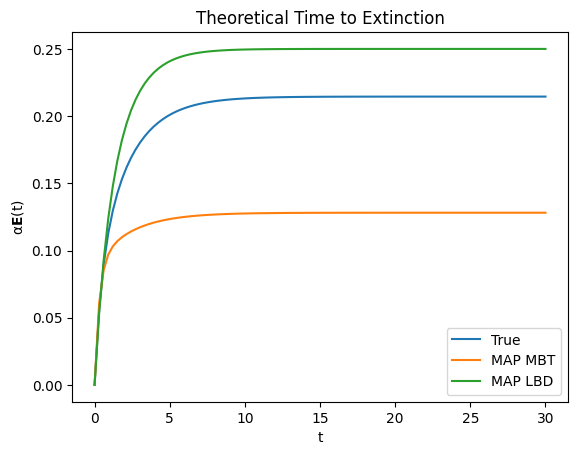 Theoretical Time to Extinction
α𝐄(t)
0.25
0.20
0.15
0.10
0.05
0.00
0 5 10 15 20 25 30
t
True
MAP MBT
MAP LBD